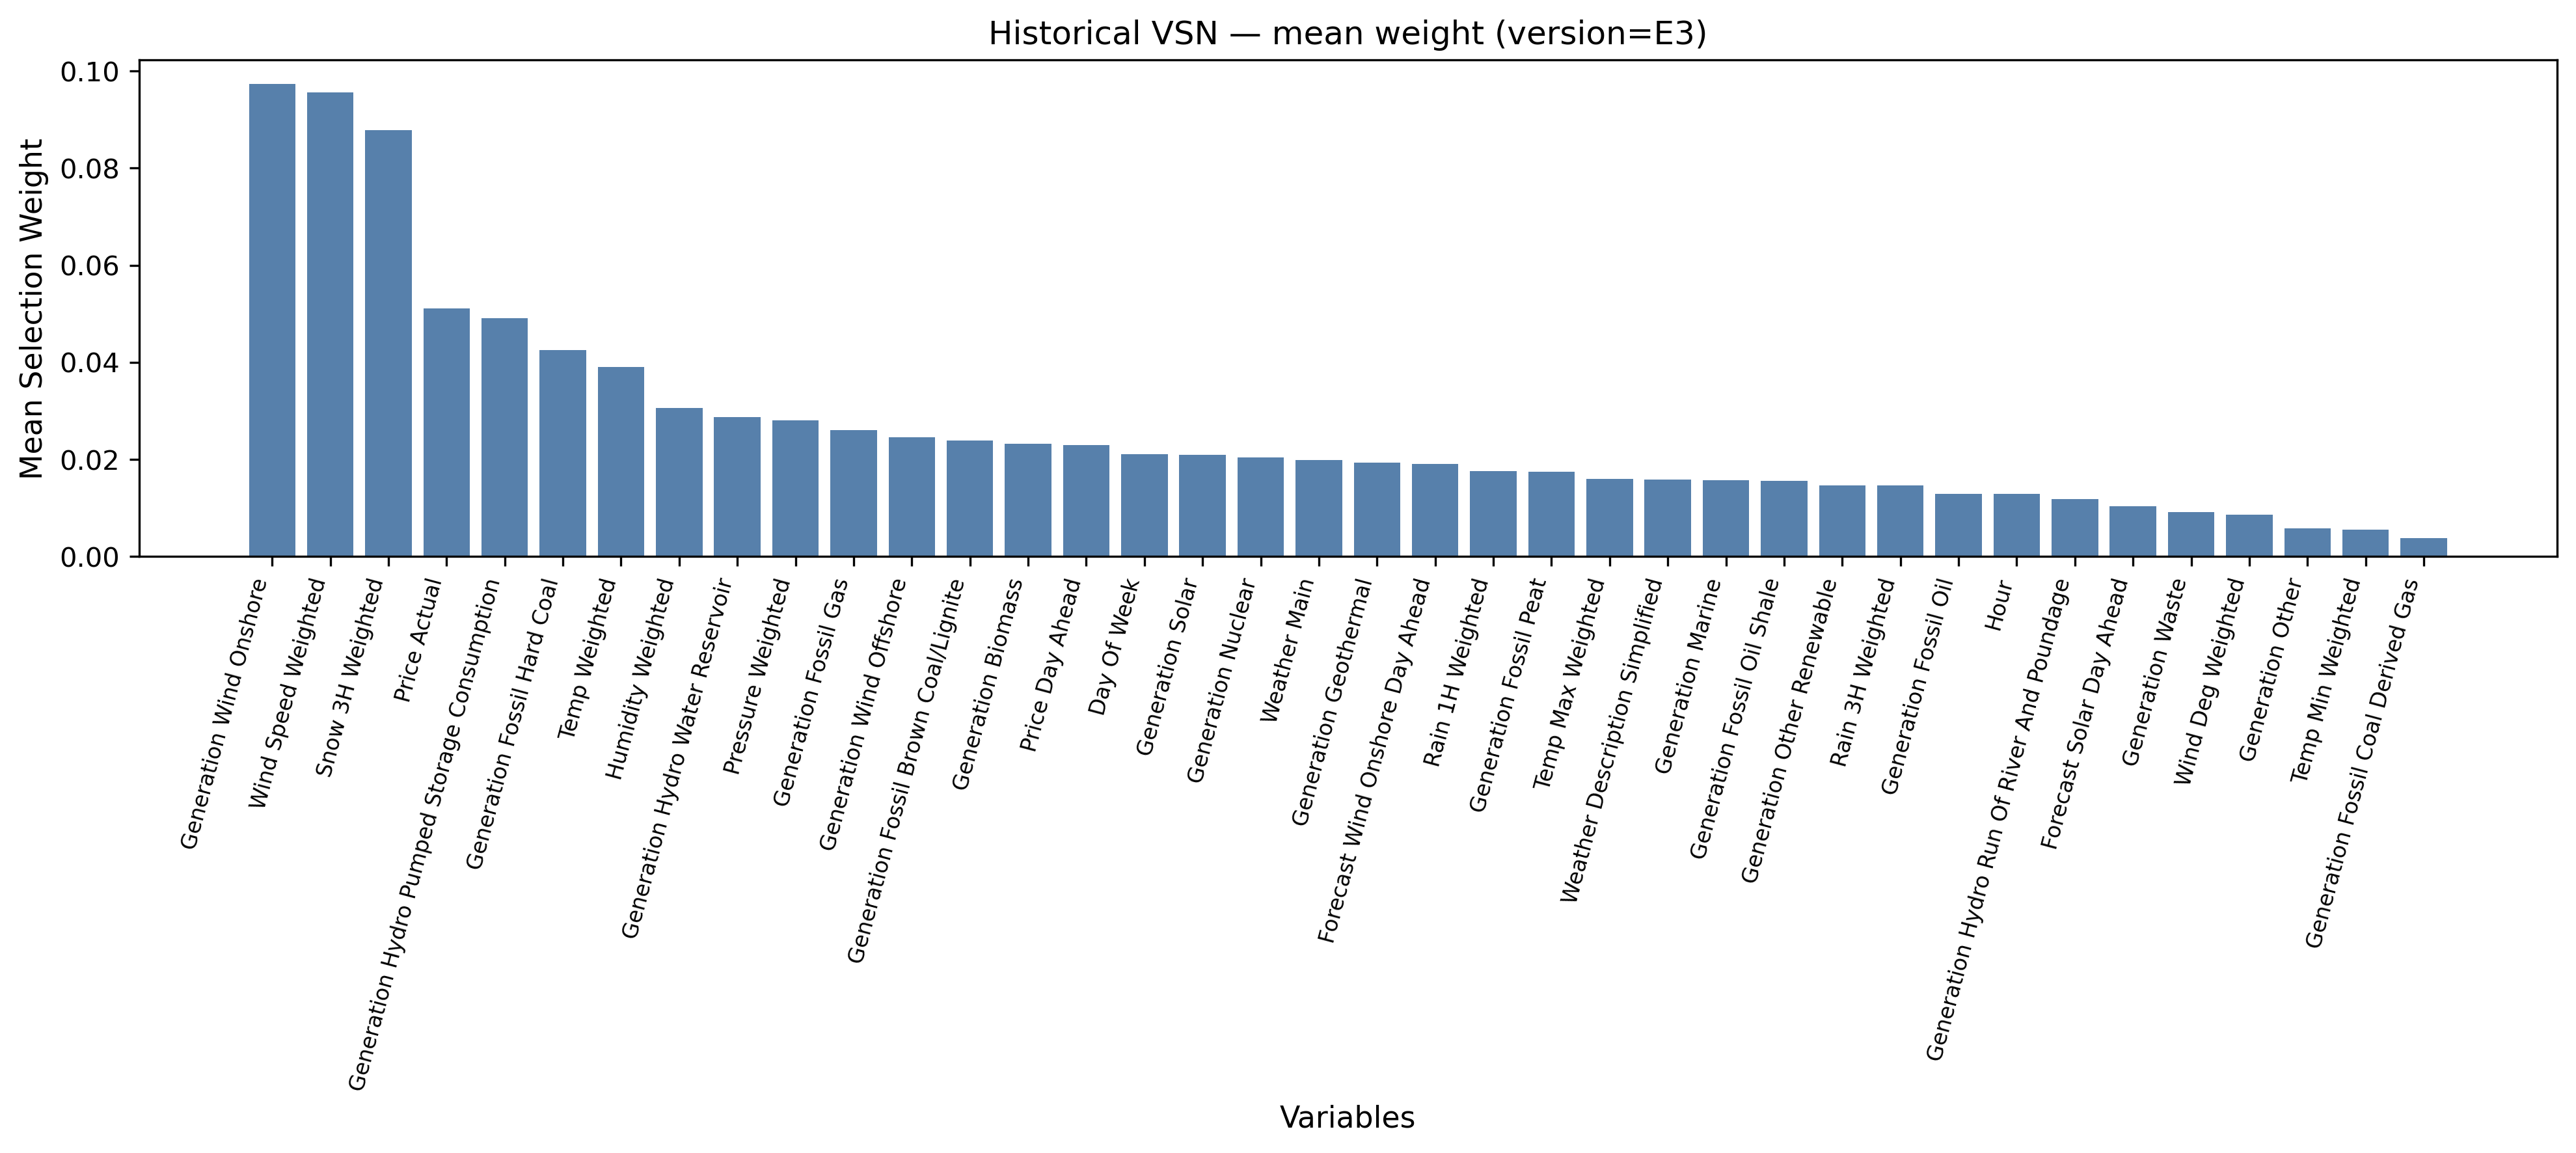 Historical VSN — mean weight (version=E3)
Mean Selection Weight
0.10
0.08
0.06
0.04
0.02
0.00
Generation Wind Onshore
Wind Speed Weighted
Snow 3H Weighted
Price Actual
Generation Hydro Pumped Storage Consumption
Generation Fossil Hard Coal
Temp Weighted
Humidity Weighted
Generation Hydro Water Reservoir
Pressure Weighted
Generation Fossil Gas
Generation Wind Offshore
Generation Fossil Brown Coal/Lignite
Generation Biomass
Price Day Ahead
Day Of Week
Generation Solar
Generation Nuclear
Weather Main
Generation Geothermal
Forecast Wind Onshore Day Ahead
Rain 1H Weighted
Generation Fossil Peat
Temp Max Weighted
Weather Description Simplified
Generation Marine
Generation Fossil Oil Shale
Generation Other Renewable
Rain 3H Weighted
Generation Fossil Oil
Hour
Generation Hydro Run Of River And Poundage
Forecast Solar Day Ahead
Generation Waste
Wind Deg Weighted
Generation Other
Temp Min Weighted
Generation Fossil Coal Derived Gas
Variables